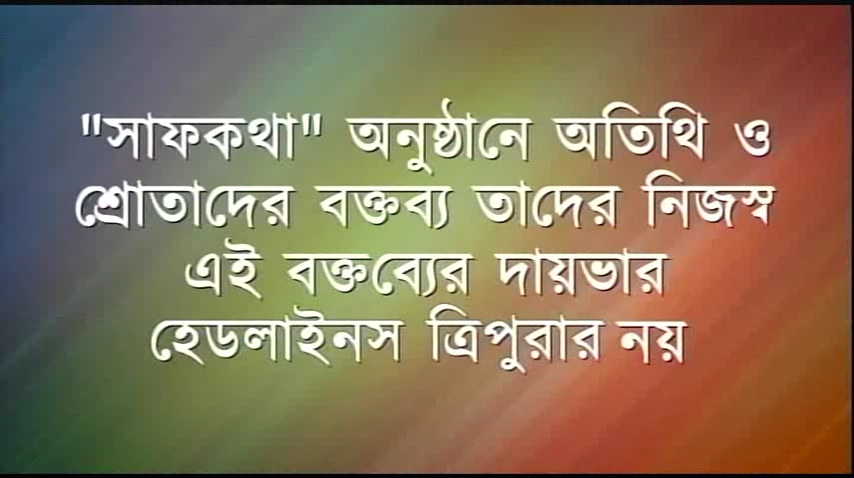 "সাফকথা" অনুষ্ঠানে অতিথি ও
শ্রোতাদের বক্তব্য তাদের নিজস্ব
এই বক্তব্যের দায়ভার
হেডলাইনস ত্রিপুরার নয়